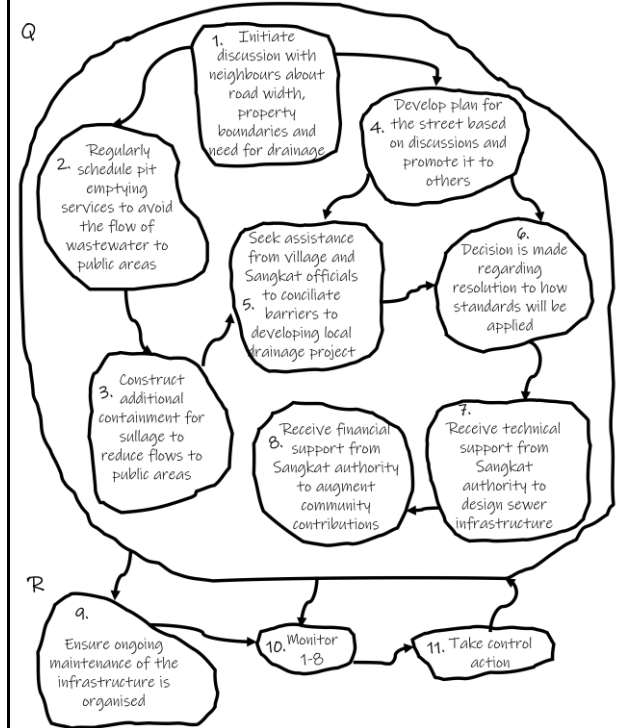 Q
1. Initiate
discussion with
neighbours about
road width,
property
boundaries and
need for drainage
2. Regularly
schedule pit
emptying
services to avoid
the flow of
wastewater to
public areas
3. Construct
additional
containment for
sullage to
reduce flows to
public areas
Develop plan for
4. the street based
on discussions and
promote it to
others
Seek assistance
from village and
Sangkat officials
to conciliate
5. barriers to
developing local
drainage project
6.
Decision is made
regarding
resolution to how
standards will be
applied
7.
Receive technical
support from
Sangkat
authority to
design sewer
infrastructure
Receive financial
8. support from
Sangkat authority
to augment
community
contributions
R
9.
Ensure ongoing
maintenance of the
infrastructure is
organised
10. Monitor
1-8
11. Take control
action